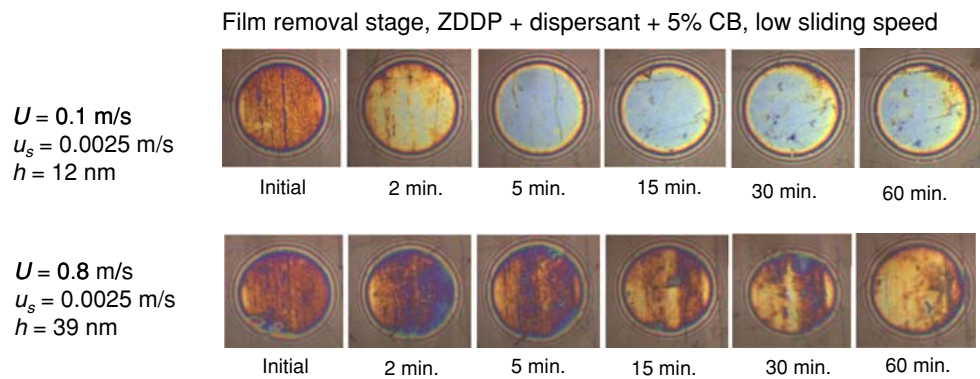 Film removal stage, ZDDP + dispersant + 5% CB, low sliding speed
U = 0.1 m/s
uₛ = 0.0025 m/s
h = 12 nm
Initial 2 min. 5 min. 15 min. 30 min. 60 min.
U = 0.8 m/s
uₛ = 0.0025 m/s
h = 39 nm
Initial 2 min. 5 min. 15 min. 30 min. 60 min.